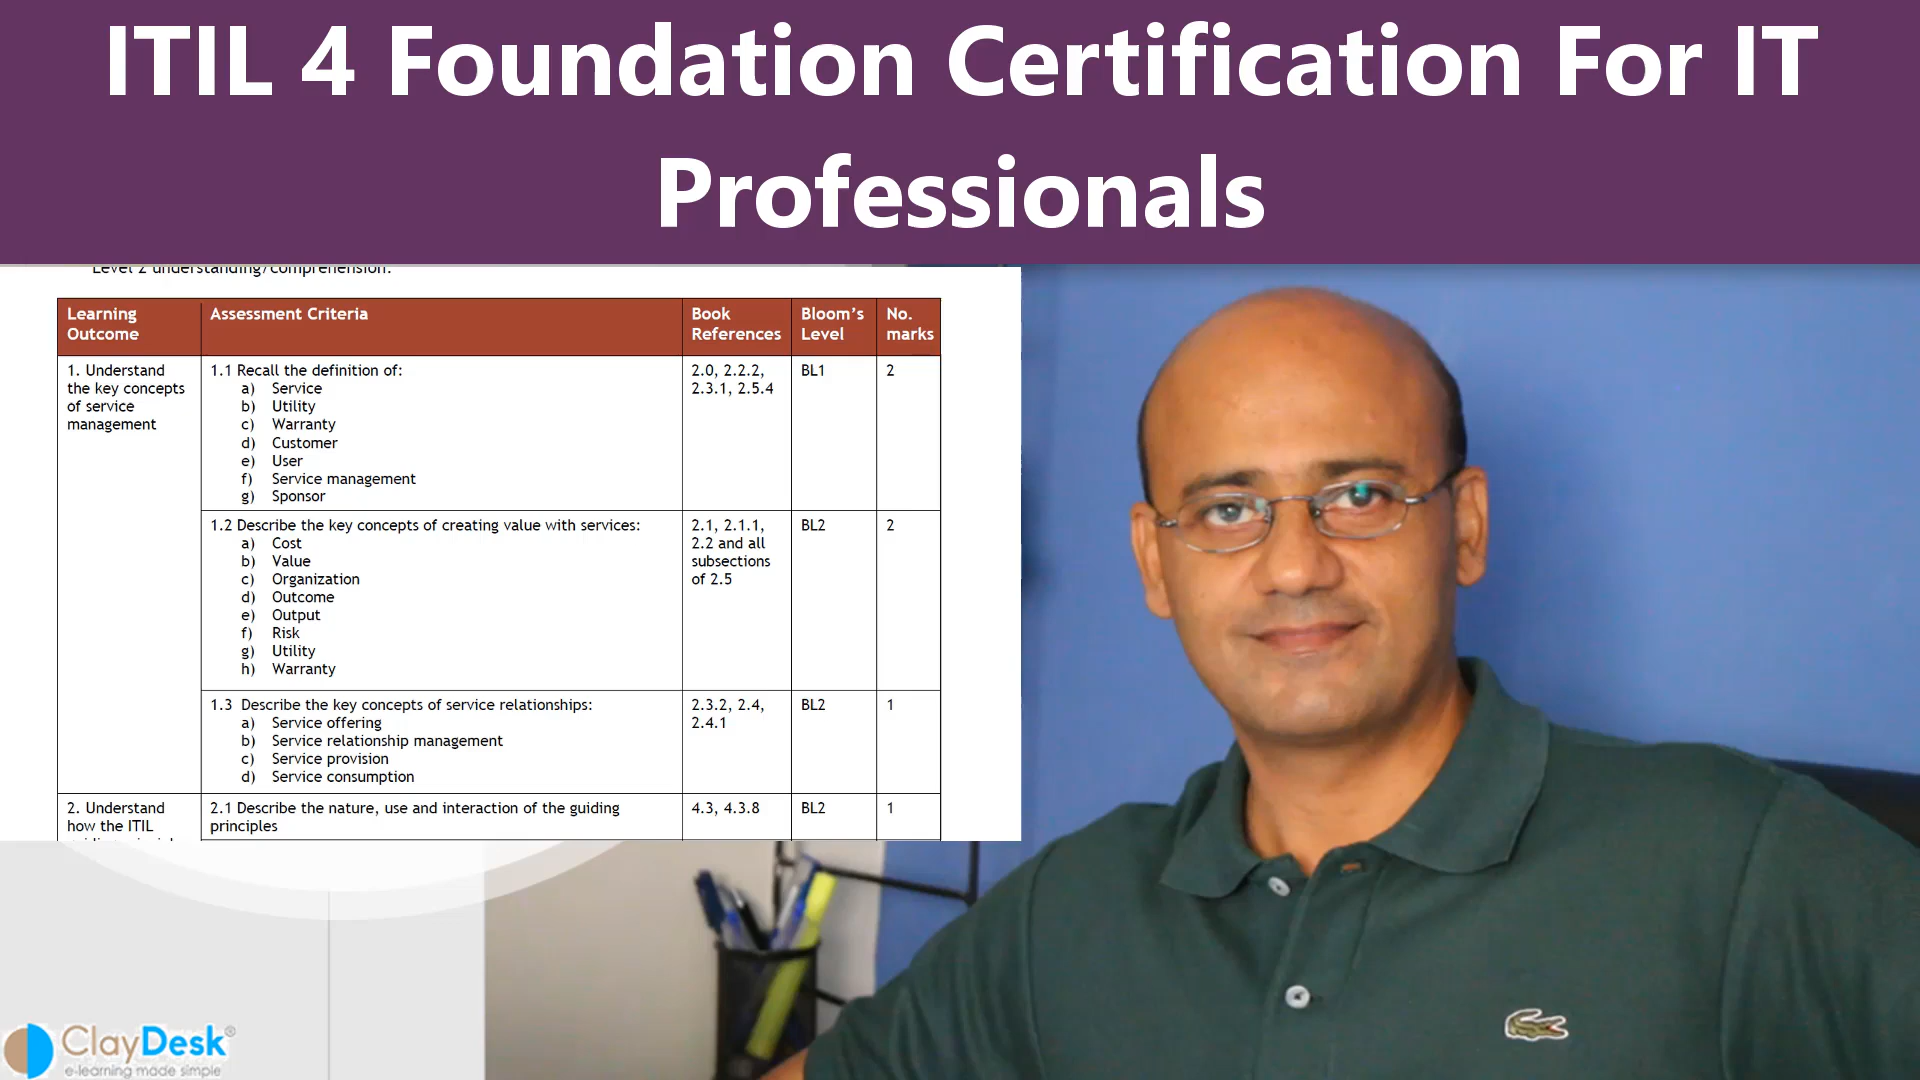 ITIL 4 Foundation Certification For IT
Professionals
Level 2 understanding/comprehension.
Learning Outcome
Assessment Criteria
Book References
Bloom's Level
No. marks
1. Understand
the key concepts
of service
management
1.1 Recall the definition of:
a) Service
b) Utility
c) Warranty
d) Customer
e) User
f) Service management
g) Sponsor
2.0, 2.2.2,
2.3.1, 2.5.4
BL1
2
1.2 Describe the key concepts of creating value with services:
a) Cost
b) Value
c) Organization
d) Outcome
e) Output
f) Risk
g) Utility
h) Warranty
2.1, 2.1.1,
2.2 and all
subsections
of 2.5
BL2
2
1.3 Describe the key concepts of service relationships:
a) Service offering
b) Service relationship management
c) Service provision
d) Service consumption
2.3.2, 2.4,
2.4.1
BL2
1
2. Understand
how the ITIL
2.1 Describe the nature, use and interaction of the guiding
principles
4.3, 4.3.8
BL2
1
ClayDesk®
e-learning made simple